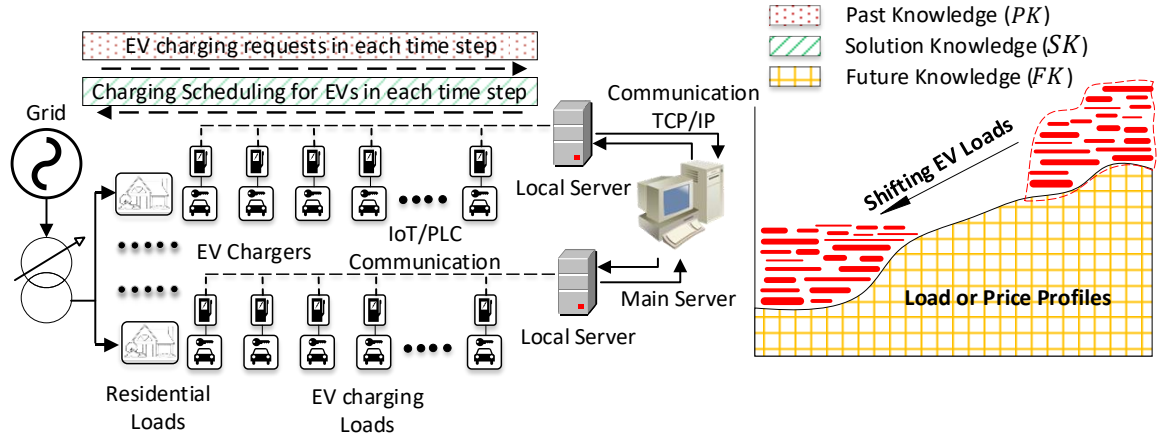 EV charging requests in each time step
Charging Scheduling for EVs in each time step
Grid
Communication
TCP/IP
Local Server
IoT/PLC
EV Chargers
Communication
Main Server
Local Server
Residential
Loads
EV charging
Loads
Past Knowledge (PK)
Solution Knowledge (SK)
Future Knowledge (FK)
Shifting EV Loads
Load or Price Profiles